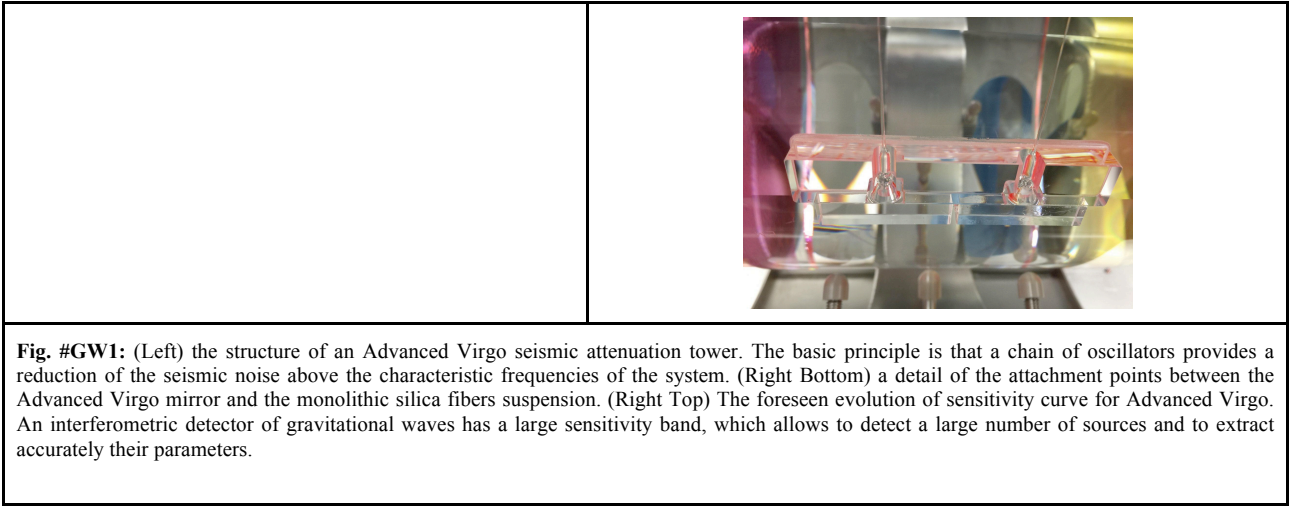 Fig. #GW1: (Left) the structure of an Advanced Virgo seismic attenuation tower. The basic principle is that a chain of oscillators provides a
reduction of the seismic noise above the characteristic frequencies of the system. (Right Bottom) a detail of the attachment points between the
Advanced Virgo mirror and the monolithic silica fibers suspension. (Right Top) The foreseen evolution of sensitivity curve for Advanced Virgo.
An interferometric detector of gravitational waves has a large sensitivity band, which allows to detect a large number of sources and to extract
accurately their parameters.